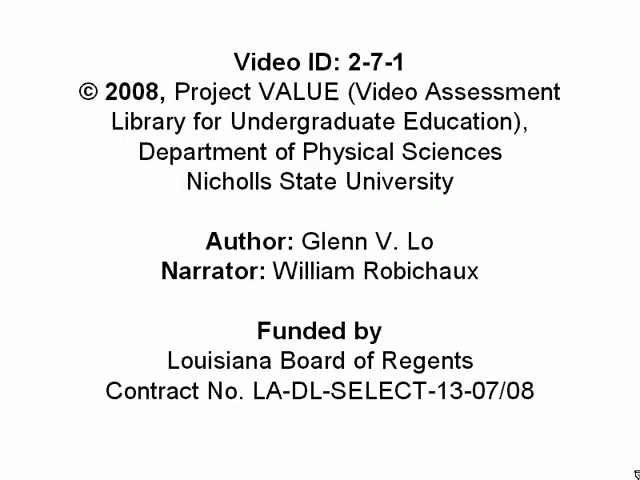 Video ID: 2-7-1
© 2008, Project VALUE (Video Assessment
Library for Undergraduate Education),
Department of Physical Sciences
Nicholls State University
Author: Glenn V. Lo
Narrator: William Robichaux
Funded by
Louisiana Board of Regents
Contract No. LA-DL-SELECT-13-07/08